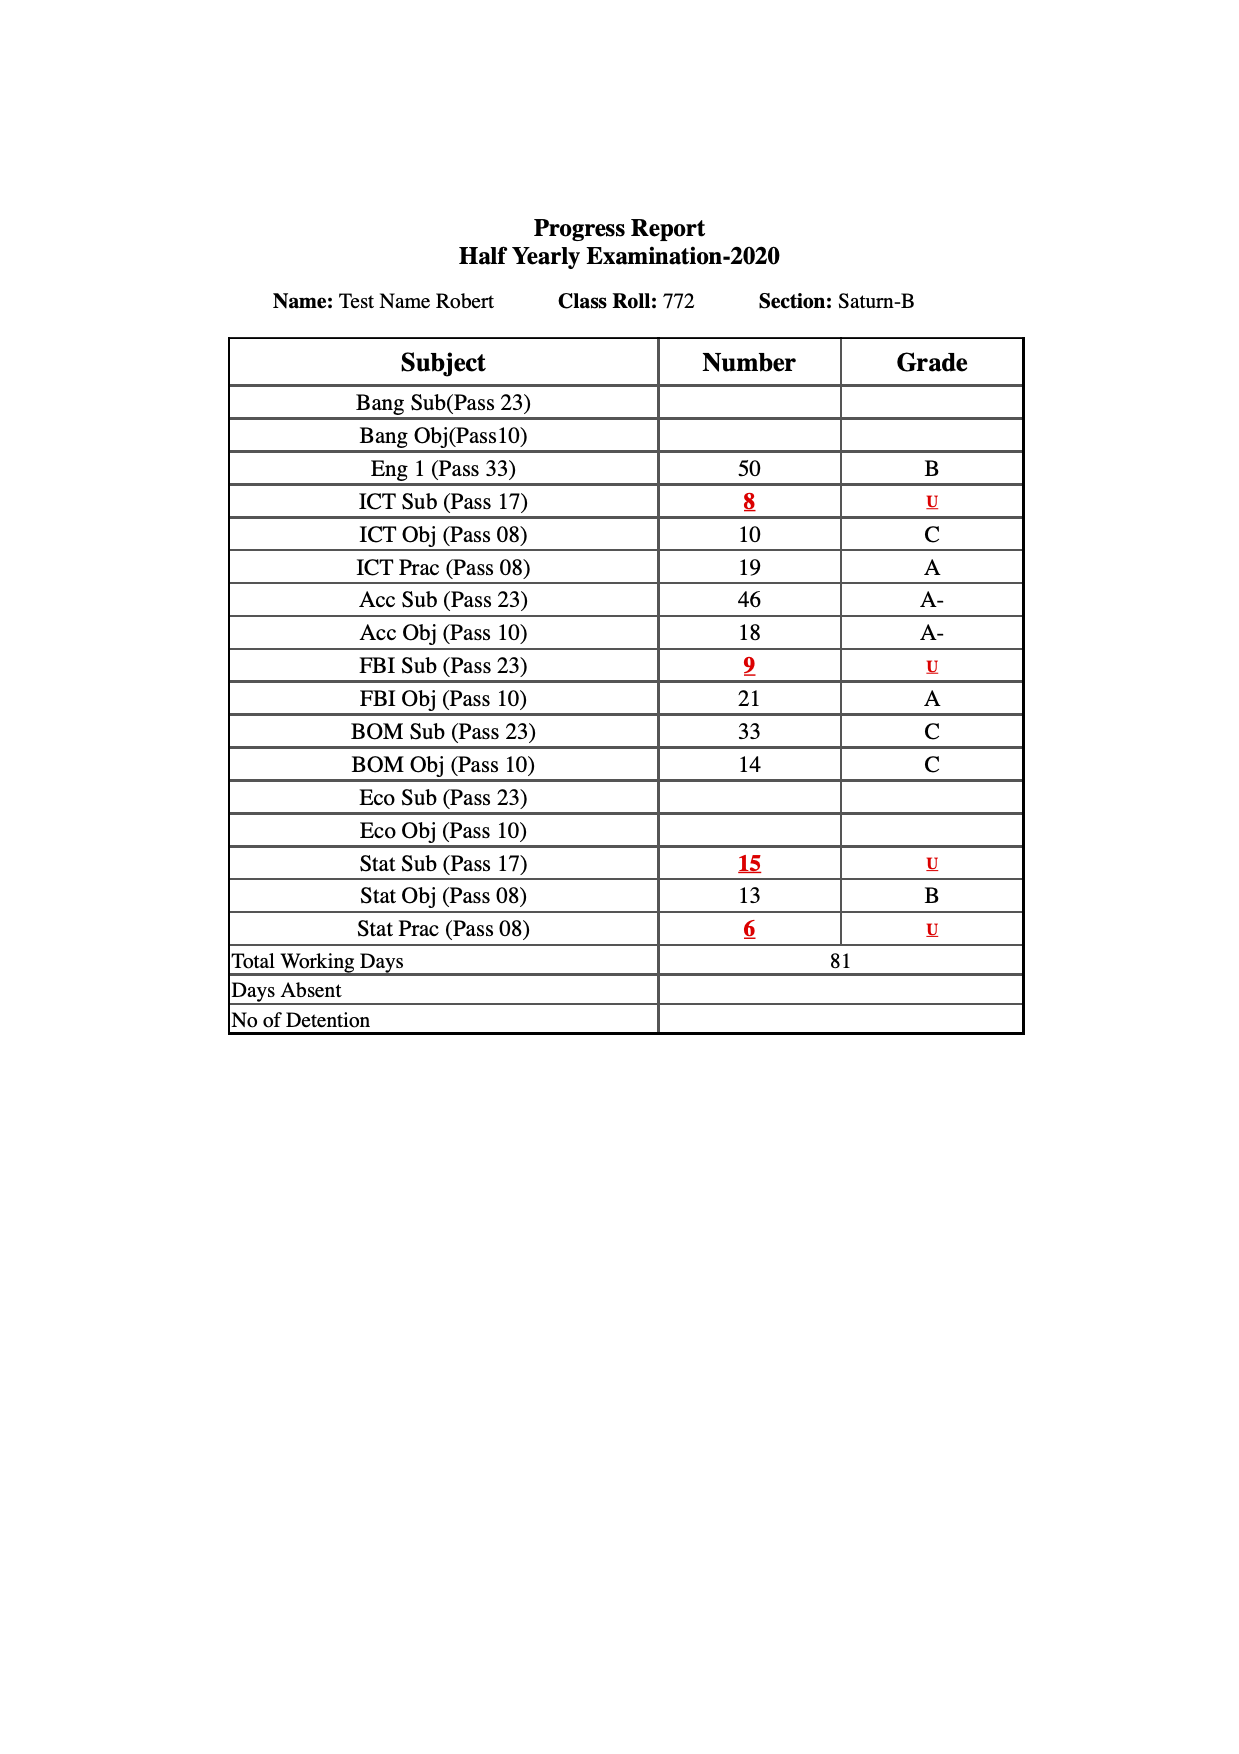 Progress Report
Half Yearly Examination-2020
Name: Test Name Robert Class Roll: 772 Section: Saturn-B
Subject Number Grade
Bang Sub(Pass 23)
Bang Obj(Pass10)
Eng 1 (Pass 33) 50 B
ICT Sub (Pass 17) 8 U
ICT Obj (Pass 08) 10 C
ICT Prac (Pass 08) 19 A
Acc Sub (Pass 23) 46 A-
Acc Obj (Pass 10) 18 A-
FBI Sub (Pass 23) 9 U
FBI Obj (Pass 10) 21 A
BOM Sub (Pass 23) 33 C
BOM Obj (Pass 10) 14 C
Eco Sub (Pass 23)
Eco Obj (Pass 10)
Stat Sub (Pass 17) 15 U
Stat Obj (Pass 08) 13 B
Stat Prac (Pass 08) 6 U
Total Working Days 81
Days Absent
No of Detention